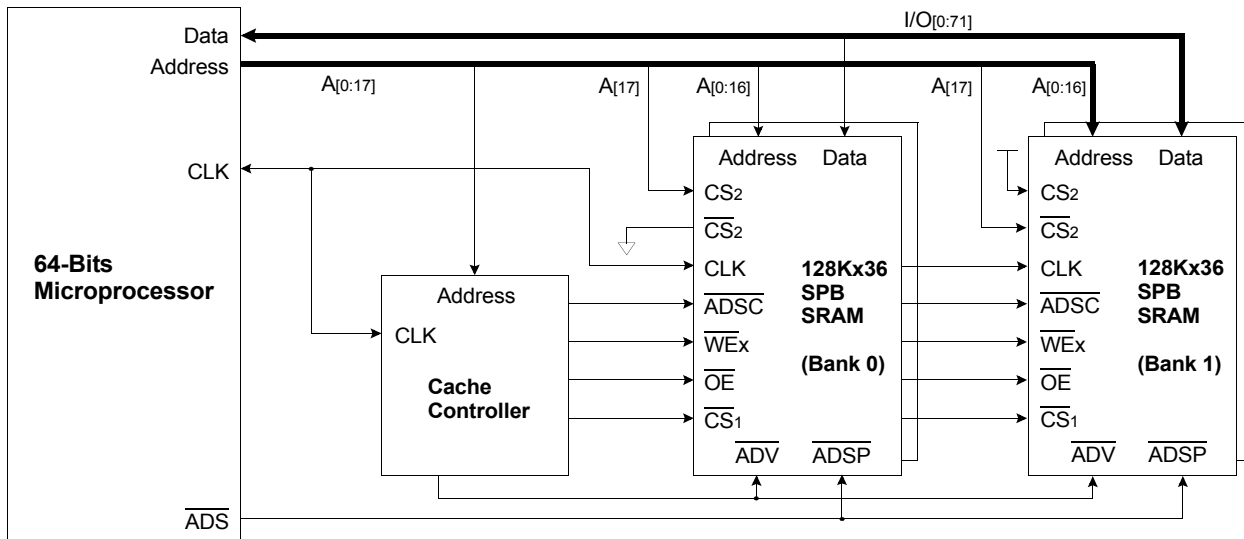 I/O[0:71]
Data
Address
A[0:17]
A[17]
A[0:16]
A[17]
A[0:16]
CLK
64-Bits
Microprocessor
ADS
Address
CLK
Cache
Controller
Address Data
CS2
CS2
CLK
ADSC
WEx
OE
CS1
ADV ADSP
128Kx36
SPB
SRAM
(Bank 0)
Address Data
CS2
CS2
CLK
ADSC
WEx
OE
CS1
ADV ADSP
128Kx36
SPB
SRAM
(Bank 1)